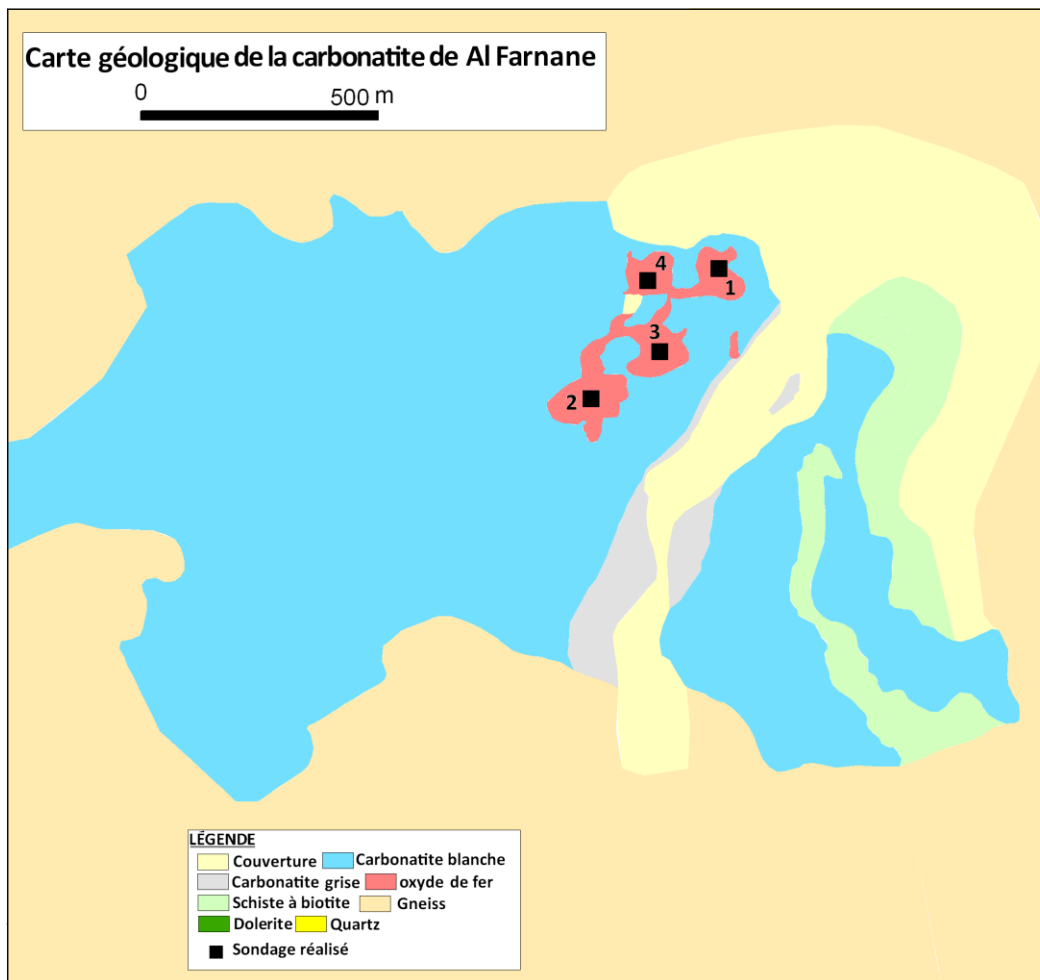 Carte géologique de la carbonatite de Al Farnane
0 500 m
4
1
3
2
LÉGENDE
Couverture Carbonatite blanche
Carbonatite grise oxyde de fer
Schiste à biotite Gneiss
Dolerite Quartz
Sondage réalisé